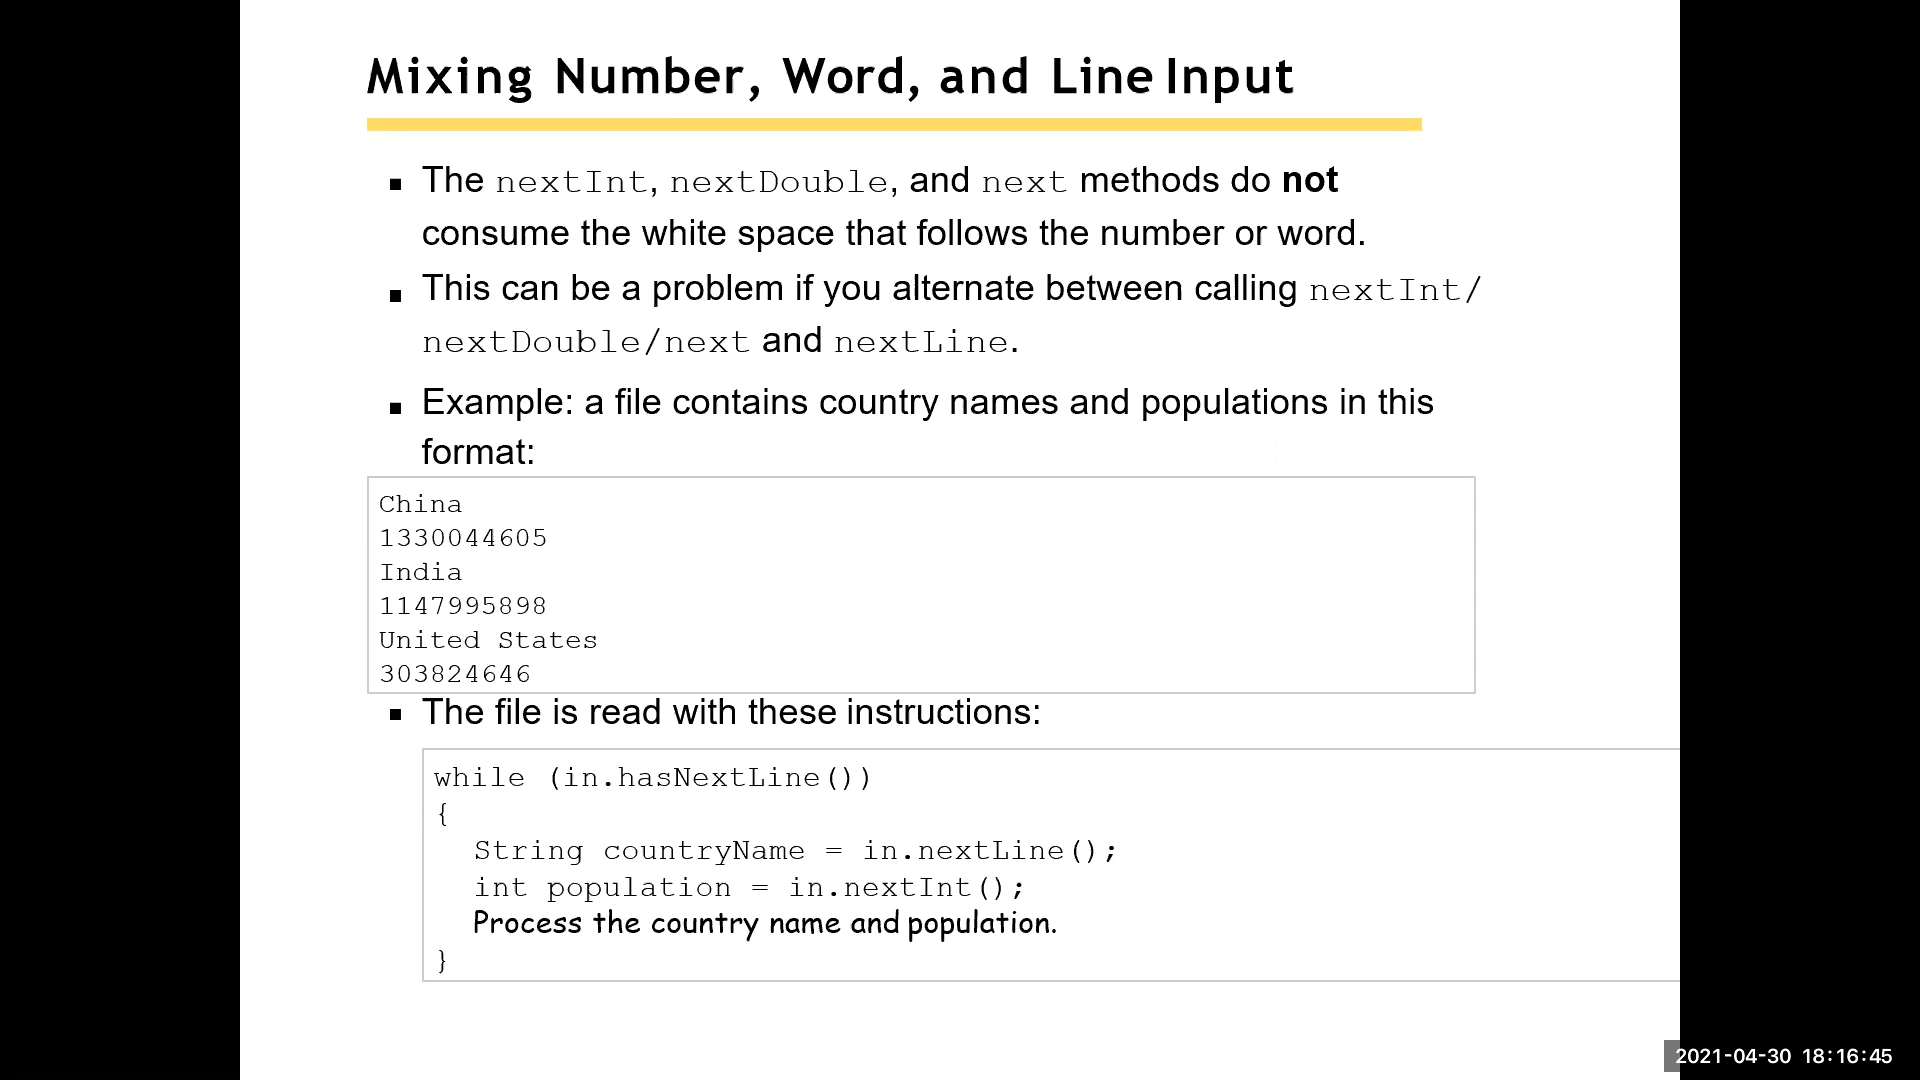 Mixing Number, Word, and Line Input
▪ The nextInt, nextDouble, and next methods do not
consume the white space that follows the number or word.
▪ This can be a problem if you alternate between calling nextInt/
nextDouble/next and nextLine.
▪ Example: a file contains country names and populations in this
format:
China
1330044605
India
1147995898
United States
303824646
▪ The file is read with these instructions:
while (in.hasNextLine())
{
String countryName = in.nextLine();
int population = in.nextInt();
Process the country name and population.
}
2021-04-30 18:16:45